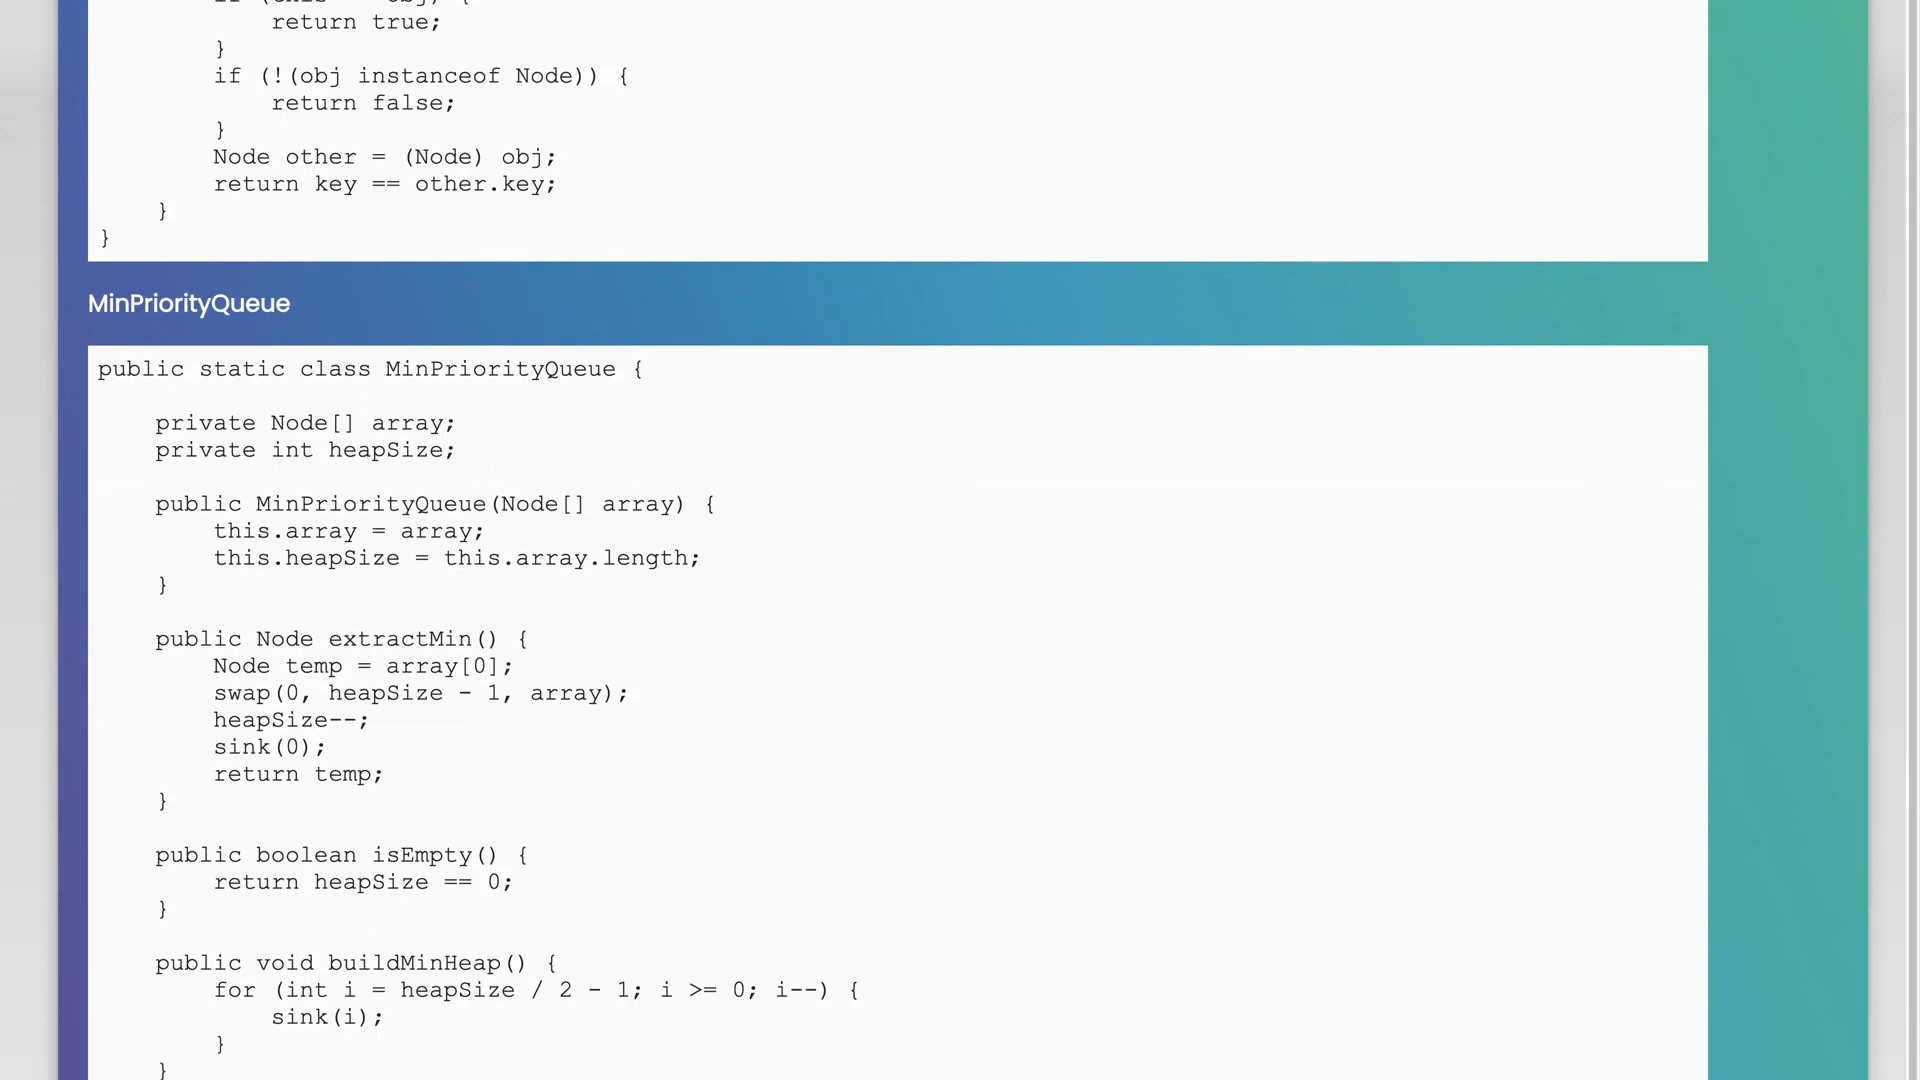 return true;
}
if (!(obj instanceof Node)) {
return false;
}
Node other = (Node) obj;
return key == other.key;
}
}
MinPriorityQueue
public static class MinPriorityQueue {
private Node[] array;
private int heapSize;
public MinPriorityQueue(Node[] array) {
this.array = array;
this.heapSize = this.array.length;
}
public Node extractMin() {
Node temp = array[0];
swap(0, heapSize - 1, array);
heapSize--;
sink(0);
return temp;
}
public boolean isEmpty() {
return heapSize == 0;
}
public void buildMinHeap() {
for (int i = heapSize / 2 - 1; i >= 0; i--) {
sink(i);
}
}